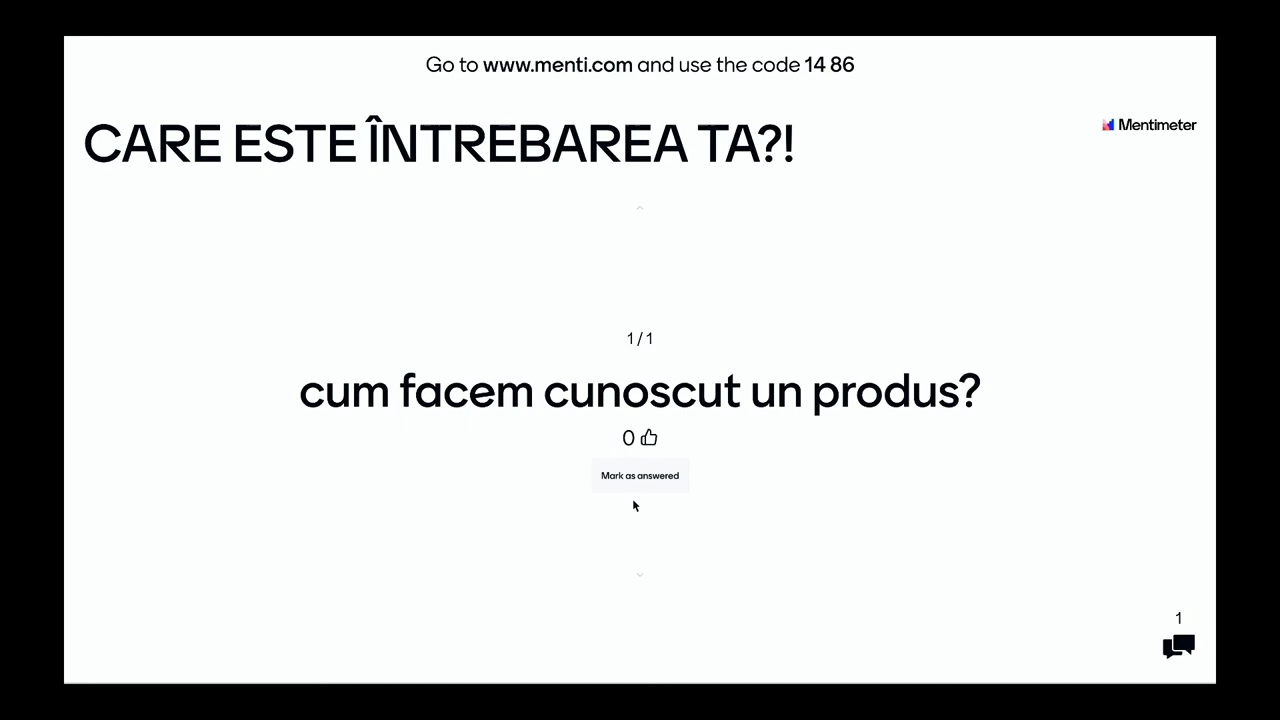 Go to www.menti.com and use the code 14 86
CARE ESTE ÎNTREBAREA TA?!
Mentimeter
1 / 1
cum facem cunoscut un produs?
0
Mark as answered
1